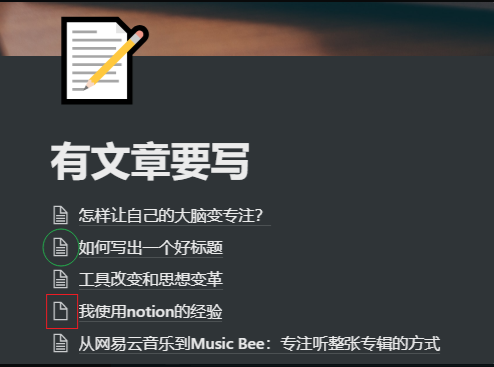 有文章要写
怎样让自己的大脑变专注？
如何写出一个好标题
工具改变和思想变革
我使用notion的经验
从网易云音乐到Music Bee：专注听整张专辑的方式